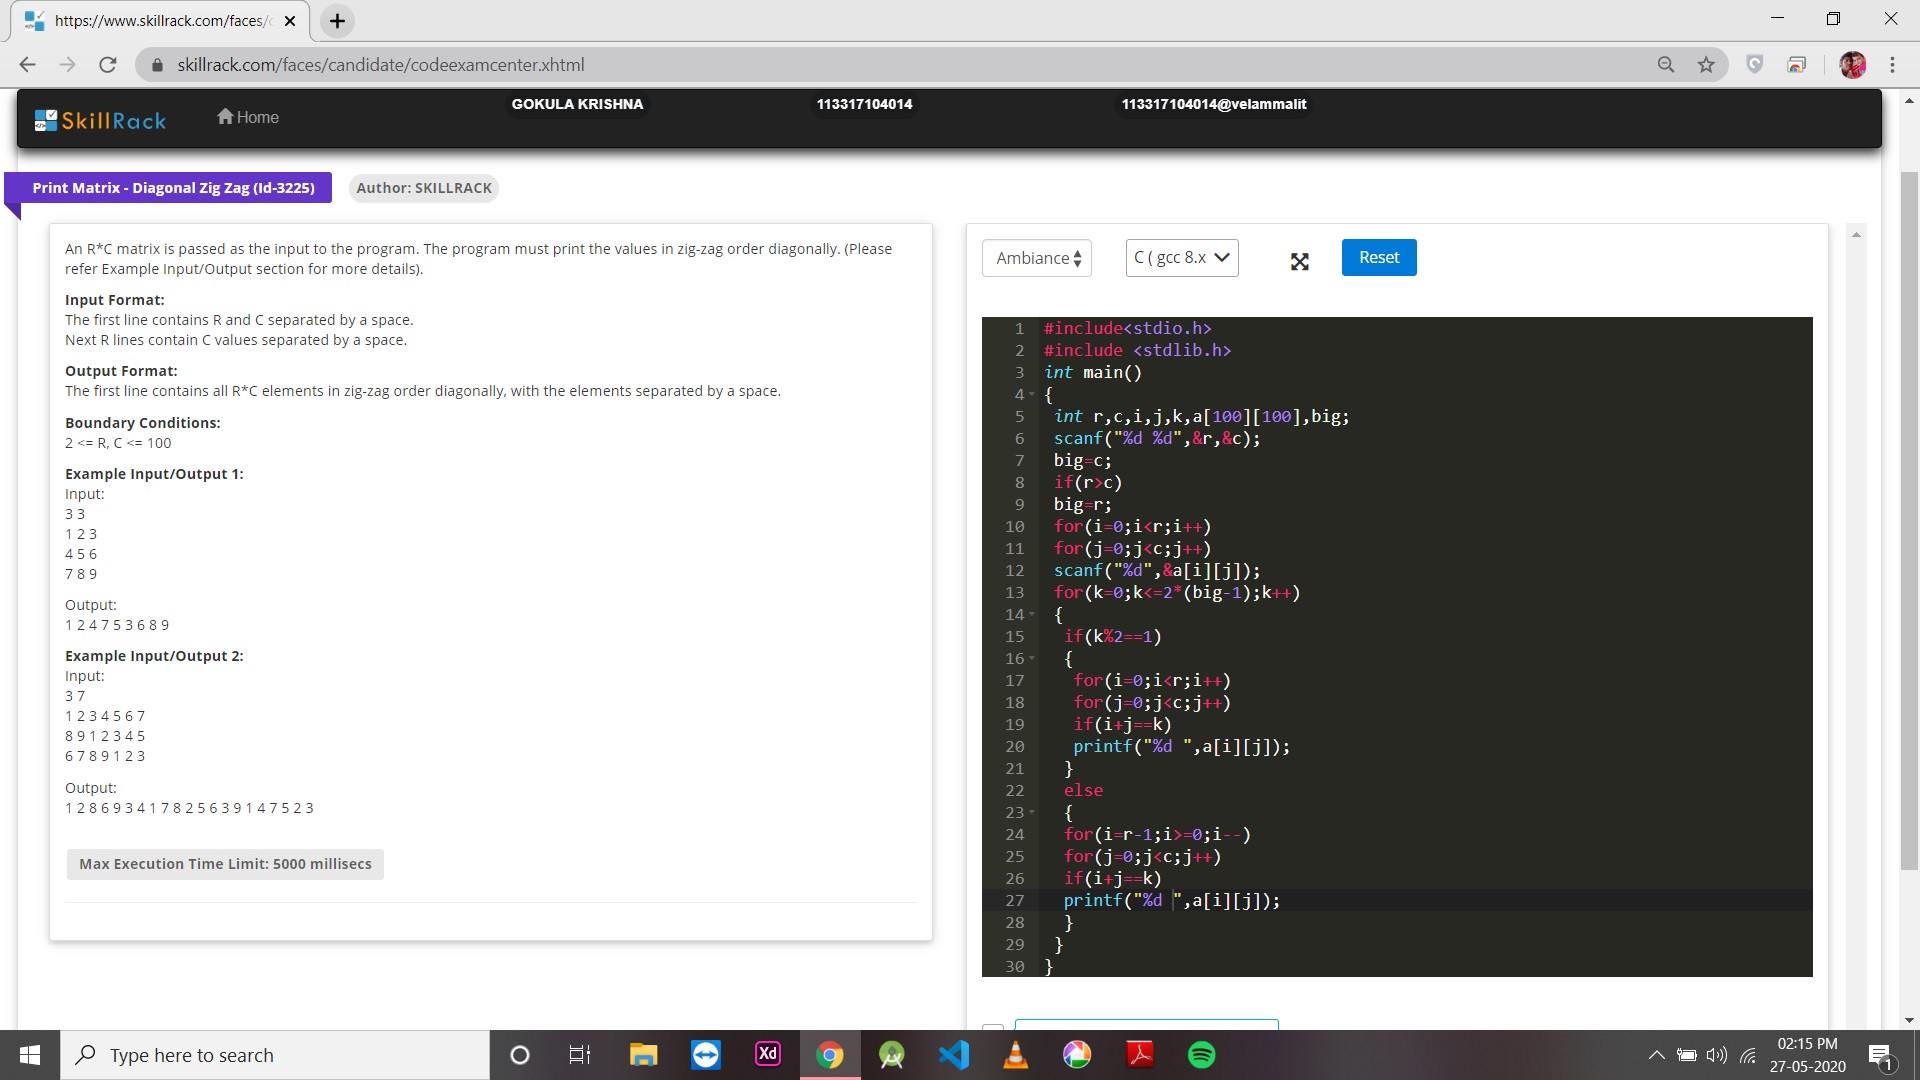 https://www.skillrack.com/faces/c
skillrack.com/faces/candidate/codeexamcenter.xhtml
SkillRack
Home
GOKULA KRISHNA
113317104014
113317104014@velammalit
Print Matrix - Diagonal Zig Zag (Id-3225)
Author: SKILLRACK
An R*C matrix is passed as the input to the program. The program must print the values in zig-zag order diagonally. (Please
refer Example Input/Output section for more details).
Input Format:
The first line contains R and C separated by a space.
Next R lines contain C values separated by a space.
Output Format:
The first line contains all R*C elements in zig-zag order diagonally, with the elements separated by a space.
Boundary Conditions:
2 <= R, C <= 100
Example Input/Output 1:
Input:
3 3
1 2 3
4 5 6
7 8 9
Output:
1 2 4 7 5 3 6 8 9
Example Input/Output 2:
Input:
3 7
1 2 3 4 5 6 7
8 9 1 2 3 4 5
6 7 8 9 1 2 3
Output:
1 2 8 6 9 3 4 1 7 8 2 5 6 3 9 1 4 7 5 2 3
Max Execution Time Limit: 5000 millisecs
Ambiance
C ( gcc 8.x
Reset
1 #include<stdio.h>
2 #include <stdlib.h>
3 int main()
4 {
5 int r,c,i,j,k,a[100][100],big;
6 scanf("%d %d",&r,&c);
7 big=c;
8 if(r>c)
9 big=r;
10 for(i=0;i<r;i++)
11 for(j=0;j<c;j++)
12 scanf("%d",&a[i][j]);
13 for(k=0;k<=2*(big-1);k++)
14 {
15 if(k%2==1)
16 {
17 for(i=0;i<r;i++)
18 for(j=0;j<c;j++)
19 if(i+j==k)
20 printf("%d ",a[i][j]);
21 }
22 else
23 {
24 for(i=r-1;i>=0;i--)
25 for(j=0;j<c;j++)
26 if(i+j==k)
27 printf("%d ",a[i][j]);
28 }
29 }
30 }
Type here to search
Xd
02:15 PM
27-05-2020
1